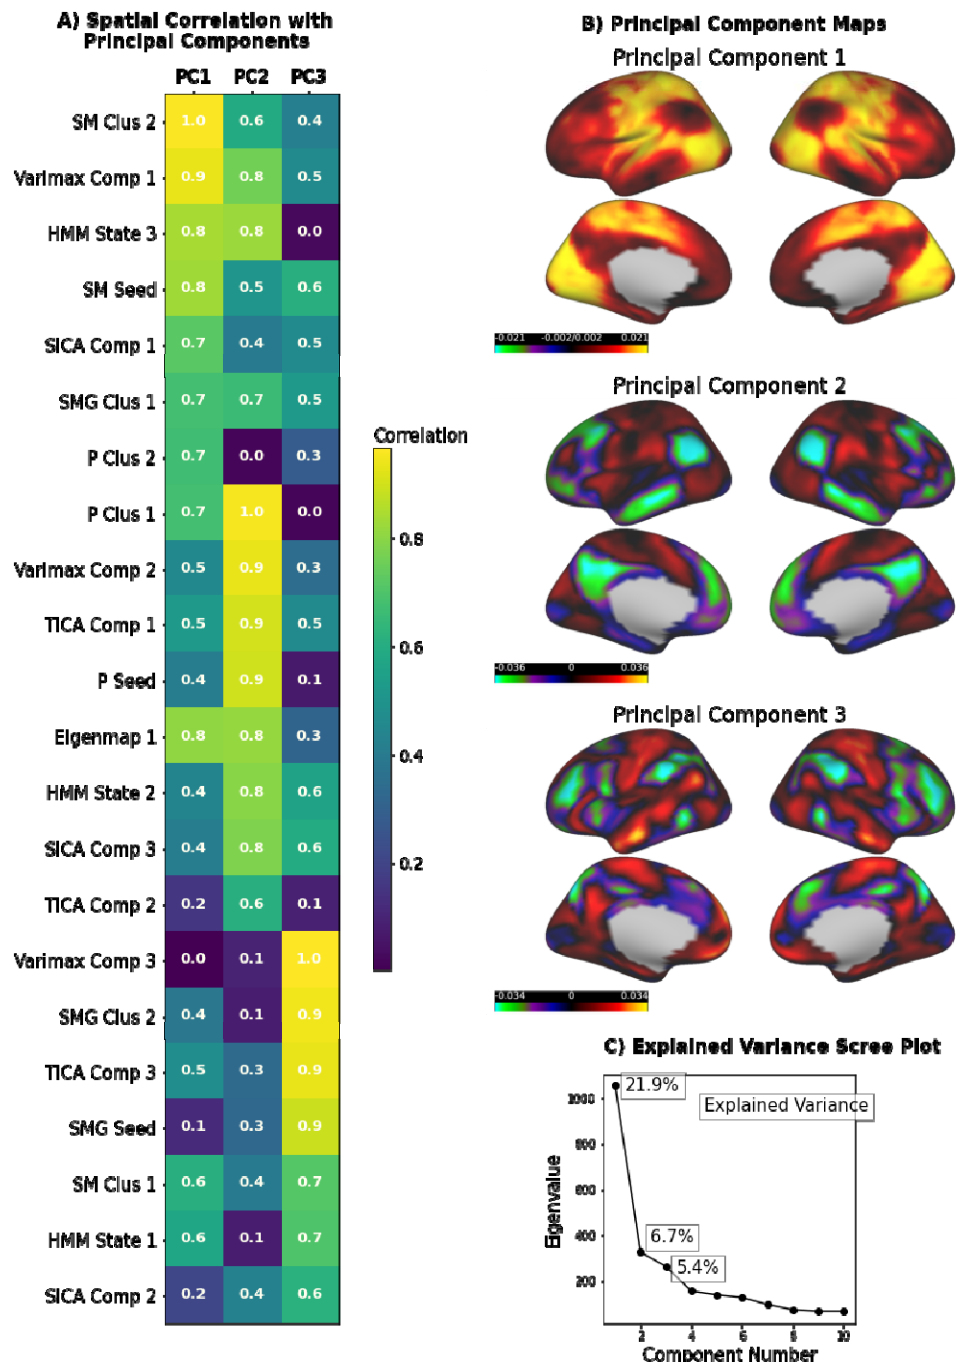 A) Spatial Correlation with
Principal Components
PC1 PC2 PC3
SM Clus 2 1.0 0.6 0.4
Varimax Comp 1 0.9 0.8 0.5
HMM State 3 0.8 0.8 0.0
SM Seed 0.8 0.5 0.6
SICA Comp 1 0.7 0.4 0.5
SMG Clus 1 0.7 0.7 0.5
P Clus 2 0.7 0.0 0.3
P Clus 1 0.7 1.0 0.0
Varimax Comp 2 0.5 0.9 0.3
TICA Comp 1 0.5 0.9 0.5
P Seed 0.4 0.9 0.1
Eigenmap 1 0.8 0.8 0.3
HMM State 2 0.4 0.8 0.6
SICA Comp 3 0.4 0.8 0.6
TICA Comp 2 0.2 0.6 0.1
Varimax Comp 3 0.0 0.1 1.0
SMG Clus 2 0.4 0.1 0.9
TICA Comp 3 0.5 0.3 0.9
SMG Seed 0.1 0.3 0.9
SM Clus 1 0.6 0.4 0.7
HMM State 1 0.6 0.1 0.7
SICA Comp 2 0.2 0.4 0.6
Correlation
0.8
0.6
0.4
0.2
B) Principal Component Maps
Principal Component 1
-0.021 -0.002/0.002 0.021
Principal Component 2
-0.036 0 0.036
Principal Component 3
-0.034 0 0.034
C) Explained Variance Scree Plot
Eigenvalue
1000
800
600
400
200
21.9%
Explained Variance
6.7%
5.4%
2 4 6 8 10
Component Number